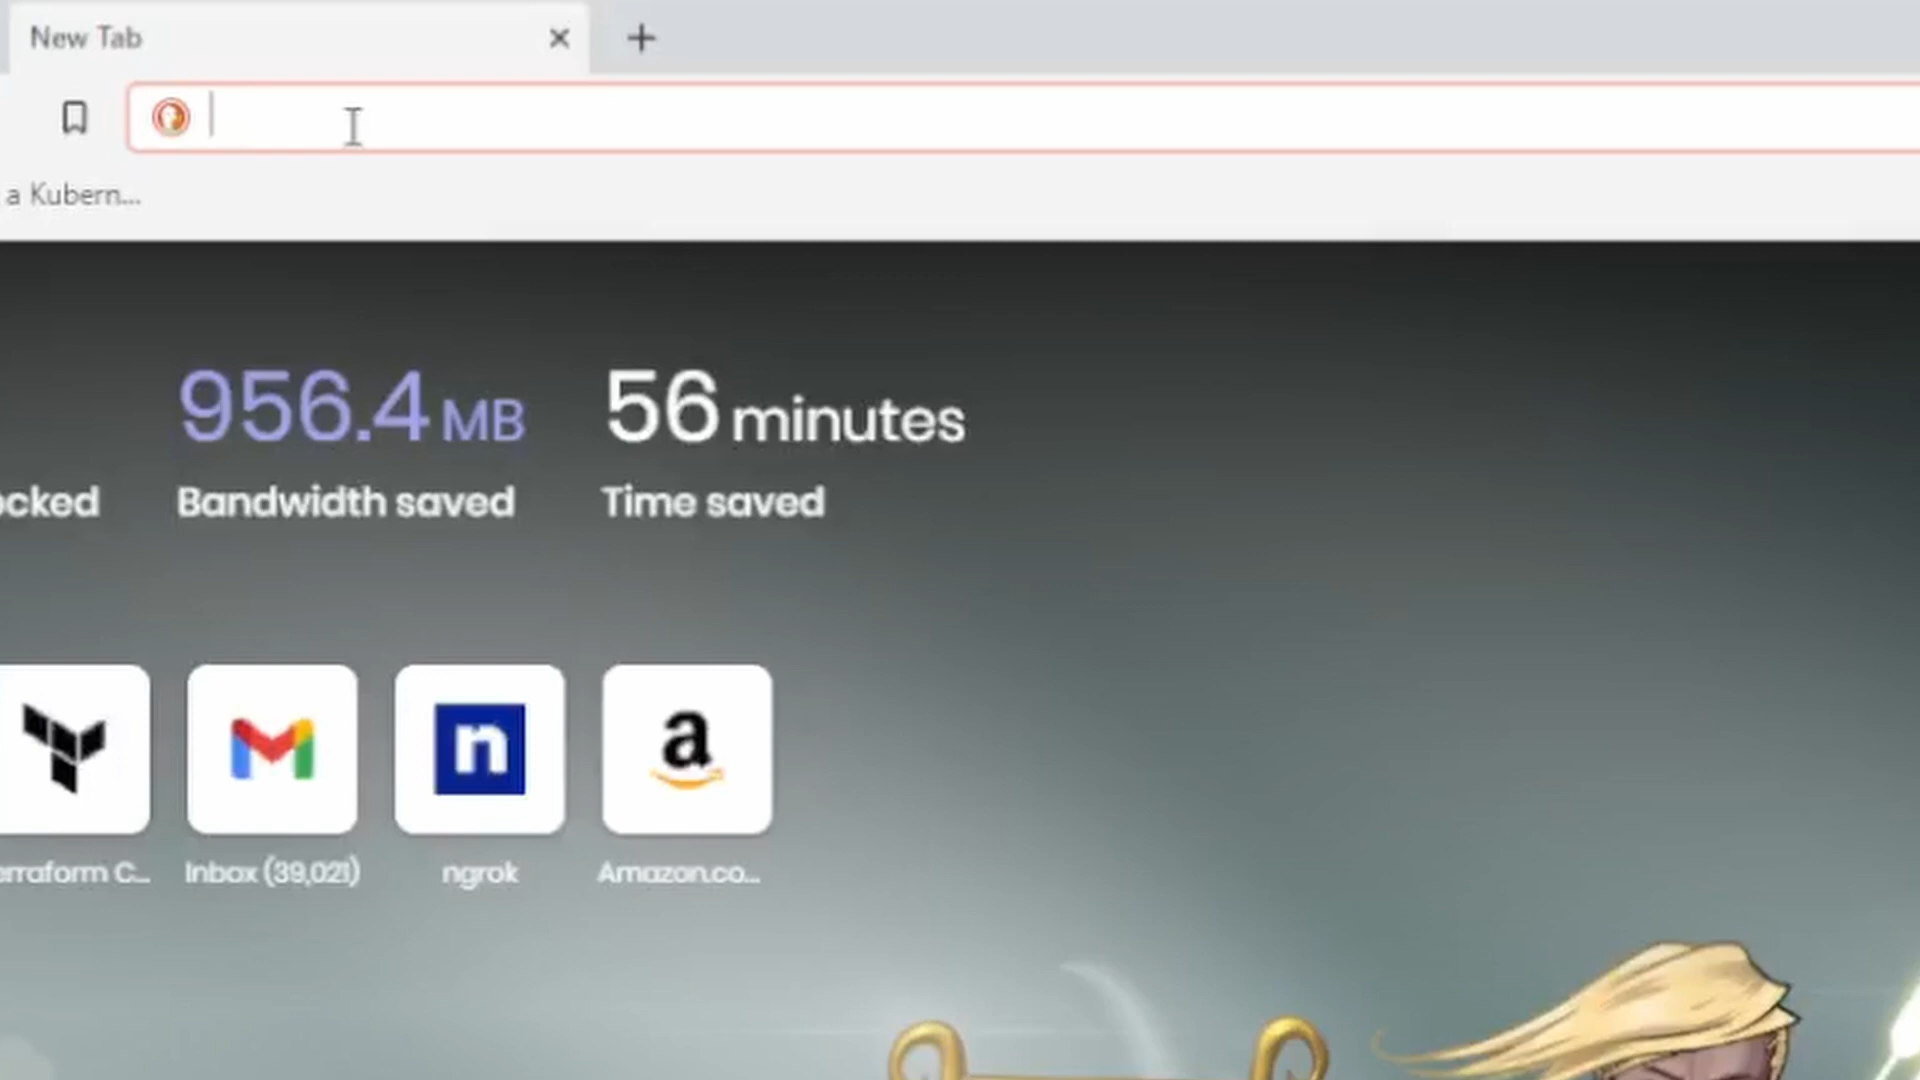 New Tab
a Kubern...
956.4 MB
56 minutes
ocked
Bandwidth saved
Time saved
n
a
erraform C...
Inbox (39,021)
ngrok
Amazon.co...